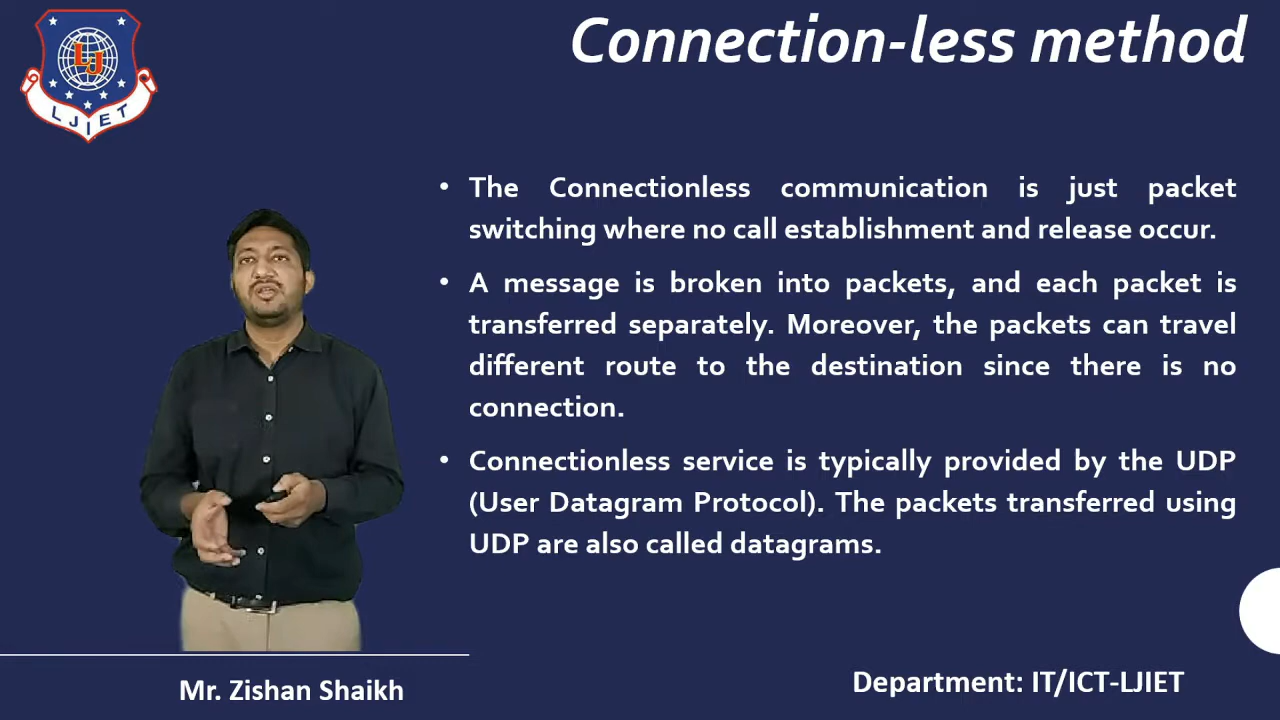 Connection-less method
LJIET
• The Connectionless communication is just packet
switching where no call establishment and release occur.
• A message is broken into packets, and each packet is
transferred separately. Moreover, the packets can travel
different route to the destination since there is no
connection.
• Connectionless service is typically provided by the UDP
(User Datagram Protocol). The packets transferred using
UDP are also called datagrams.
Mr. Zishan Shaikh
Department: IT/ICT-LJIET